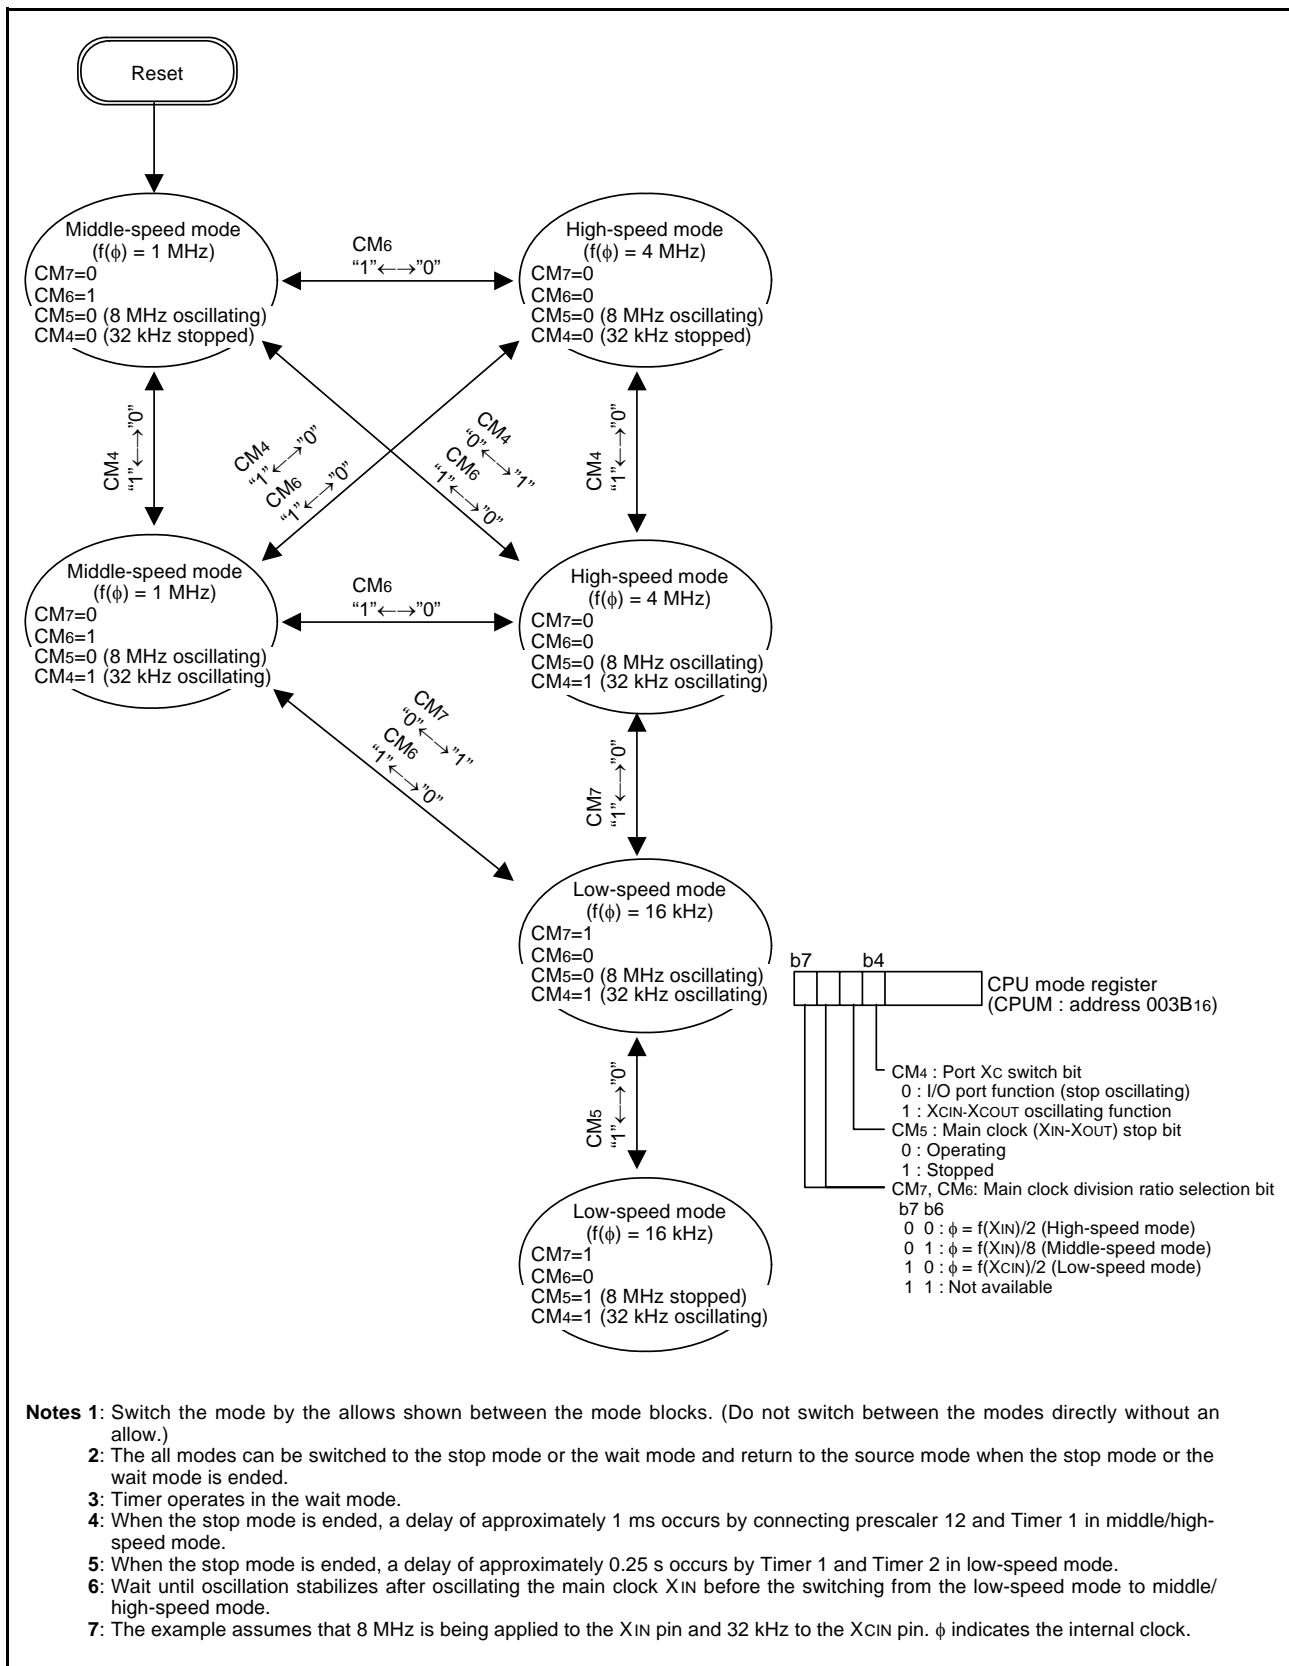 Reset
Middle-speed mode
(f(ϕ) = 1 MHz)
CM7=0
CM6=1
CM5=0 (8 MHz oscillating)
CM4=0 (32 kHz stopped)
CM6
“1”←→”0”
High-speed mode
(f(ϕ) = 4 MHz)
CM7=0
CM6=0
CM5=0 (8 MHz oscillating)
CM4=0 (32 kHz stopped)
CM4
“1”←→”0”
CM4
“1”←→”0”
CM6
“1”←→”0”
CM4
“0”←→”1”
CM6
“1”←→”0”
CM4
“1”←→”0”
Middle-speed mode
(f(ϕ) = 1 MHz)
CM7=0
CM6=1
CM5=0 (8 MHz oscillating)
CM4=1 (32 kHz oscillating)
CM6
“1”←→”0”
High-speed mode
(f(ϕ) = 4 MHz)
CM7=0
CM6=0
CM5=0 (8 MHz oscillating)
CM4=1 (32 kHz oscillating)
CM7
“0”←→”1”
CM6
“1”←→”0”
CM7
“1”←→”0”
Low-speed mode
(f(ϕ) = 16 kHz)
CM7=1
CM6=0
CM5=0 (8 MHz oscillating)
CM4=1 (32 kHz oscillating)
CM5
“1”←→”0”
Low-speed mode
(f(ϕ) = 16 kHz)
CM7=1
CM6=0
CM5=1 (8 MHz stopped)
CM4=1 (32 kHz oscillating)
b7 b4
CPU mode register
(CPUM : address 003B16)
CM4 : Port XC switch bit
0 : I/O port function (stop oscillating)
1 : XCIN-XCOUT oscillating function
CM5 : Main clock (XIN-XOUT) stop bit
0 : Operating
1 : Stopped
CM7, CM6: Main clock division ratio selection bit
b7 b6
0 0 : ϕ = f(XIN)/2 (High-speed mode)
0 1 : ϕ = f(XIN)/8 (Middle-speed mode)
1 0 : ϕ = f(XCIN)/2 (Low-speed mode)
1 1 : Not available
Notes 1: Switch the mode by the allows shown between the mode blocks. (Do not switch between the modes directly without an
allow.)
2: The all modes can be switched to the stop mode or the wait mode and return to the source mode when the stop mode or the
wait mode is ended.
3: Timer operates in the wait mode.
4: When the stop mode is ended, a delay of approximately 1 ms occurs by connecting prescaler 12 and Timer 1 in middle/high-
speed mode.
5: When the stop mode is ended, a delay of approximately 0.25 s occurs by Timer 1 and Timer 2 in low-speed mode.
6: Wait until oscillation stabilizes after oscillating the main clock XIN before the switching from the low-speed mode to middle/
high-speed mode.
7: The example assumes that 8 MHz is being applied to the XIN pin and 32 kHz to the XCIN pin. ϕ indicates the internal clock.